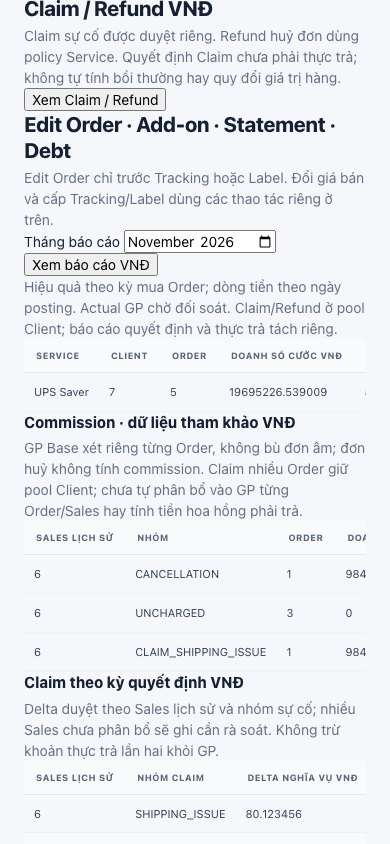 Claim / Refund VNĐ
Claim sự cố được duyệt riêng. Refund huỷ đơn dùng
policy Service. Quyết định Claim chưa phải thực trả;
không tự tính bồi thường hay quy đổi giá trị hàng.
Xem Claim / Refund
Edit Order · Add-on · Statement ·
Debt
Edit Order chỉ trước Tracking hoặc Label. Đổi giá bán
và cấp Tracking/Label dùng các thao tác riêng ở
trên.
Tháng báo cáo November 2026
Xem báo cáo VNĐ
Hiệu quả theo kỳ mua Order; dòng tiền theo ngày
posting. Actual GP chờ đối soát. Claim/Refund ở pool
Client; báo cáo quyết định và thực trả tách riêng.
SERVICE CLIENT ORDER DOANH SỐ CƯỚC VNĐ
UPS Saver 7 5 19695226.539009
Commission · dữ liệu tham khảo VNĐ
GP Base xét riêng từng Order, không bù đơn âm; đơn
huỷ không tính commission. Claim nhiều Order giữ
pool Client; chưa tự phân bổ vào GP từng
Order/Sales hay tính tiền hoa hồng phải trả.
SALES LỊCH SỬ NHÓM ORDER
6 CANCELLATION 1 984
6 UNCHARGED 3 0
6 CLAIM_SHIPPING_ISSUE 1 984
Claim theo kỳ quyết định VNĐ
Delta duyệt theo Sales lịch sử và nhóm sự cố; nhiều
Sales chưa phân bổ sẽ ghi cần rà soát. Không trừ
khoản thực trả lần hai khỏi GP.
SALES LỊCH SỬ NHÓM CLAIM DELTA NGHĨA VỤ VNĐ
6 SHIPPING_ISSUE 80.123456